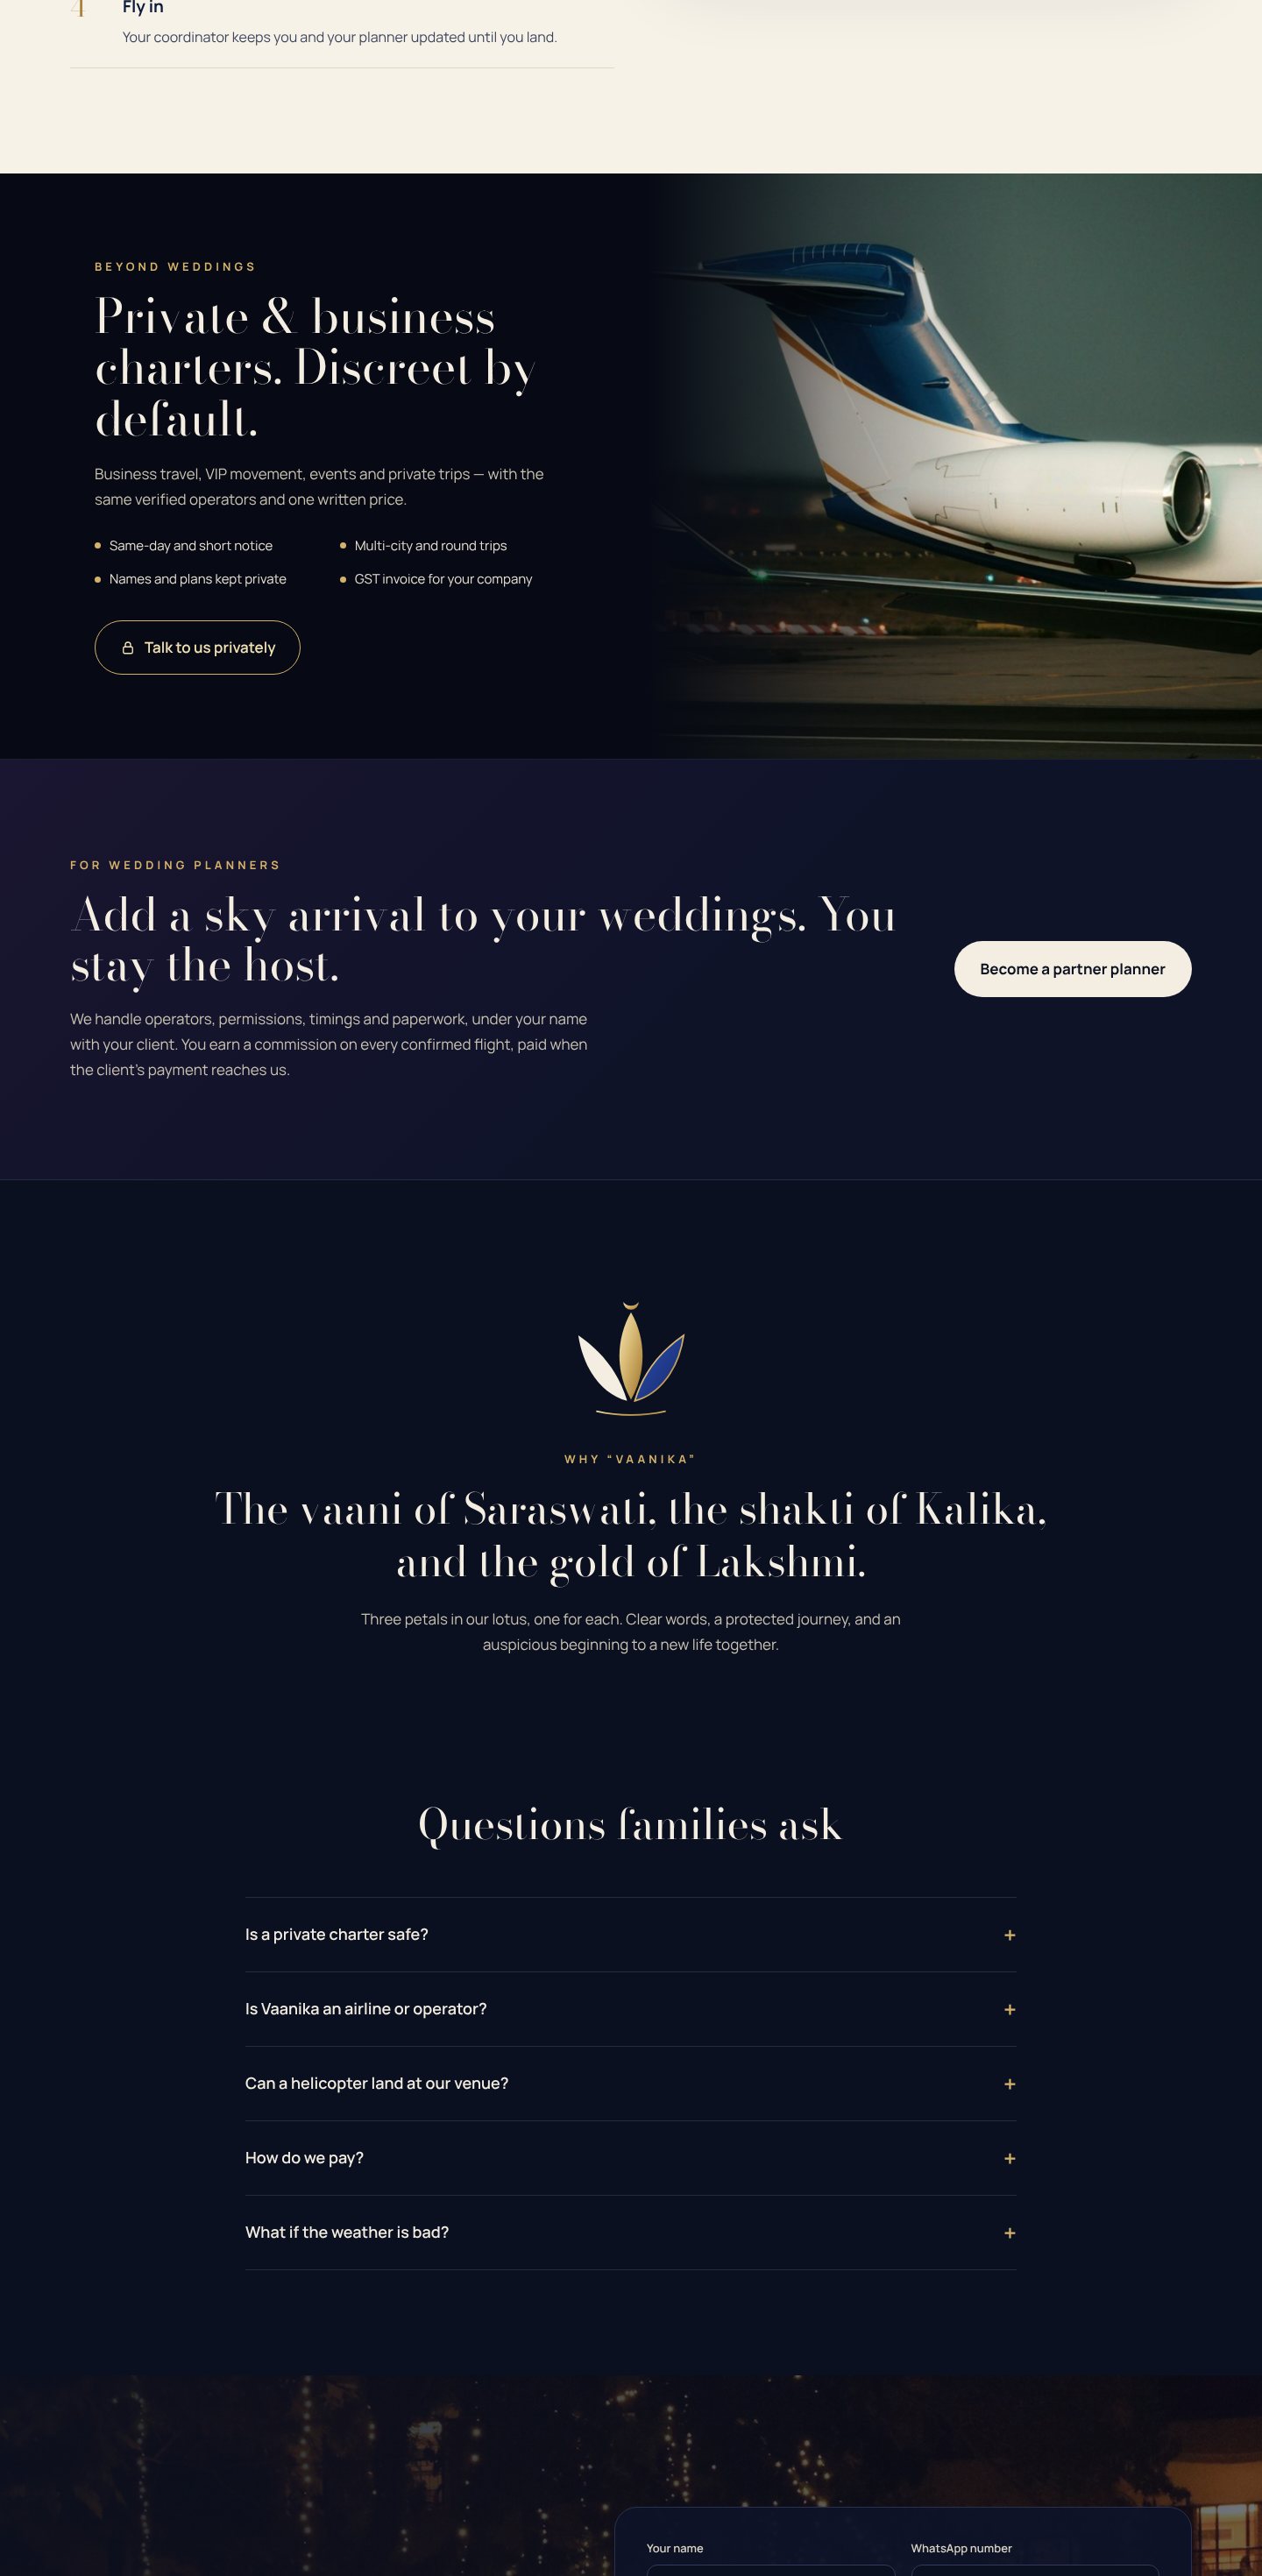 4
Fly in
Your coordinator keeps you and your planner updated until you land.
BEYOND WEDDINGS
Private & business
charters. Discreet by
default.
Business travel, VIP movement, events and private trips — with the
same verified operators and one written price.
Same-day and short notice
Multi-city and round trips
Names and plans kept private
GST invoice for your company
Talk to us privately
FOR WEDDING PLANNERS
Add a sky arrival to your weddings. You
stay the host.
Become a partner planner
We handle operators, permissions, timings and paperwork, under your name
with your client. You earn a commission on every confirmed flight, paid when
the client’s payment reaches us.
WHY “VAANIKA”
The vaani of Saraswati, the shakti of Kalika,
and the gold of Lakshmi.
Three petals in our lotus, one for each. Clear words, a protected journey, and an
auspicious beginning to a new life together.
Questions families ask
Is a private charter safe?
Is Vaanika an airline or operator?
Can a helicopter land at our venue?
How do we pay?
What if the weather is bad?
Your name
WhatsApp number